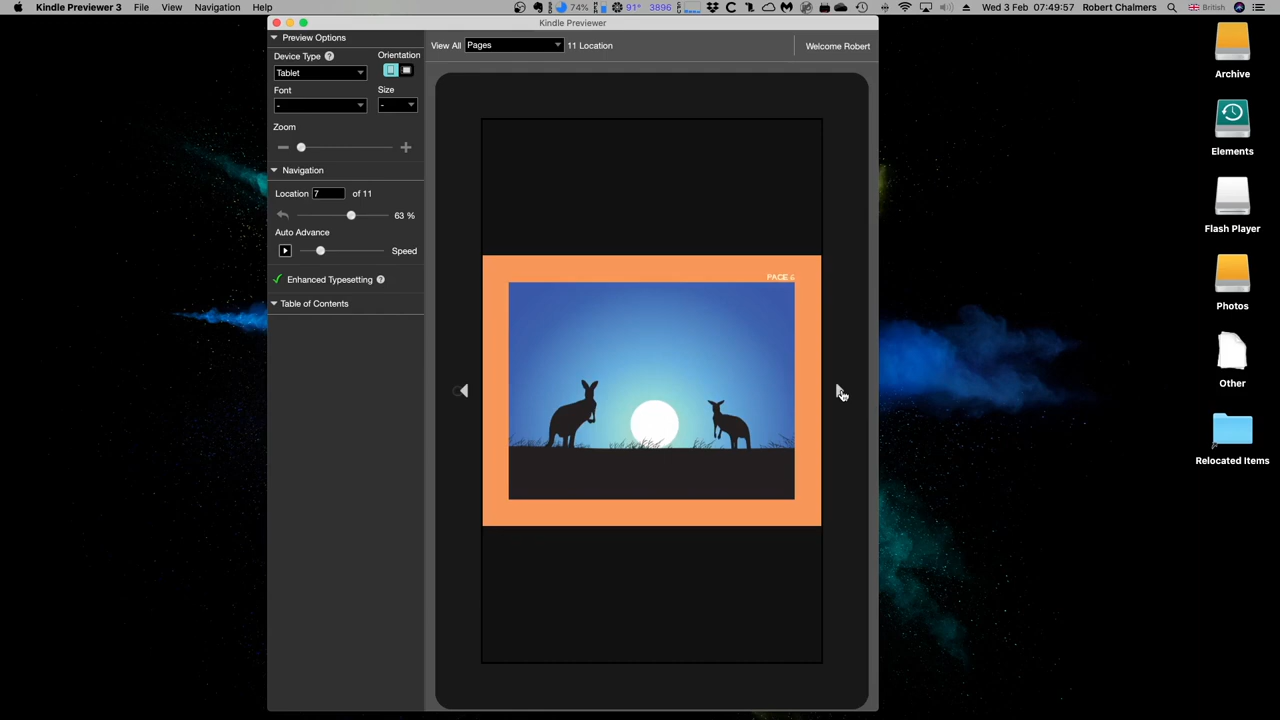 Kindle Previewer 3 File View Navigation Help 74% 91° 3896 Wed 3 Feb 07:49:57 Robert Chalmers British
Kindle Previewer
Preview Options
View All Pages 11 Location
Welcome Robert
Device Type ? Orientation
Tablet
Font Size
- -
Zoom
Navigation
Location 7 of 11
63 %
Auto Advance
Speed
Enhanced Typesetting ?
Table of Contents
PAGE 6
Archive
Elements
Flash Player
Photos
Other
Relocated Items